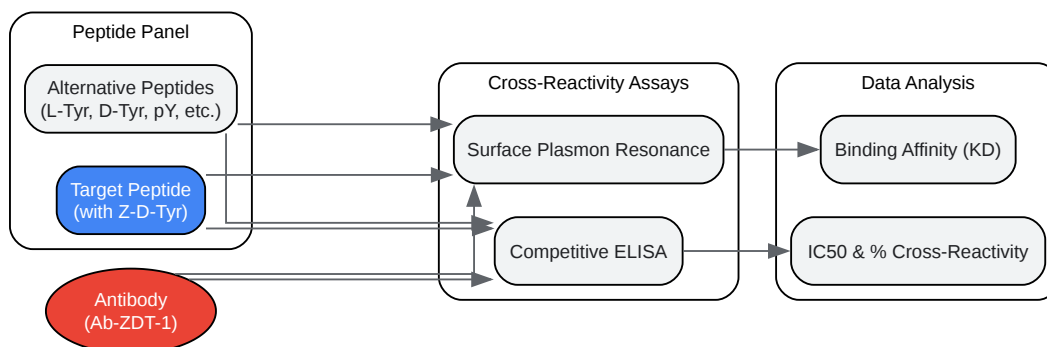 Peptide Panel
Alternative Peptides
(L-Tyr, D-Tyr, pY, etc.)
Target Peptide
(with Z-D-Tyr)
Antibody
(Ab-ZDT-1)
Cross-Reactivity Assays
Surface Plasmon Resonance
Competitive ELISA
Data Analysis
Binding Affinity (KD)
IC50 & % Cross-Reactivity